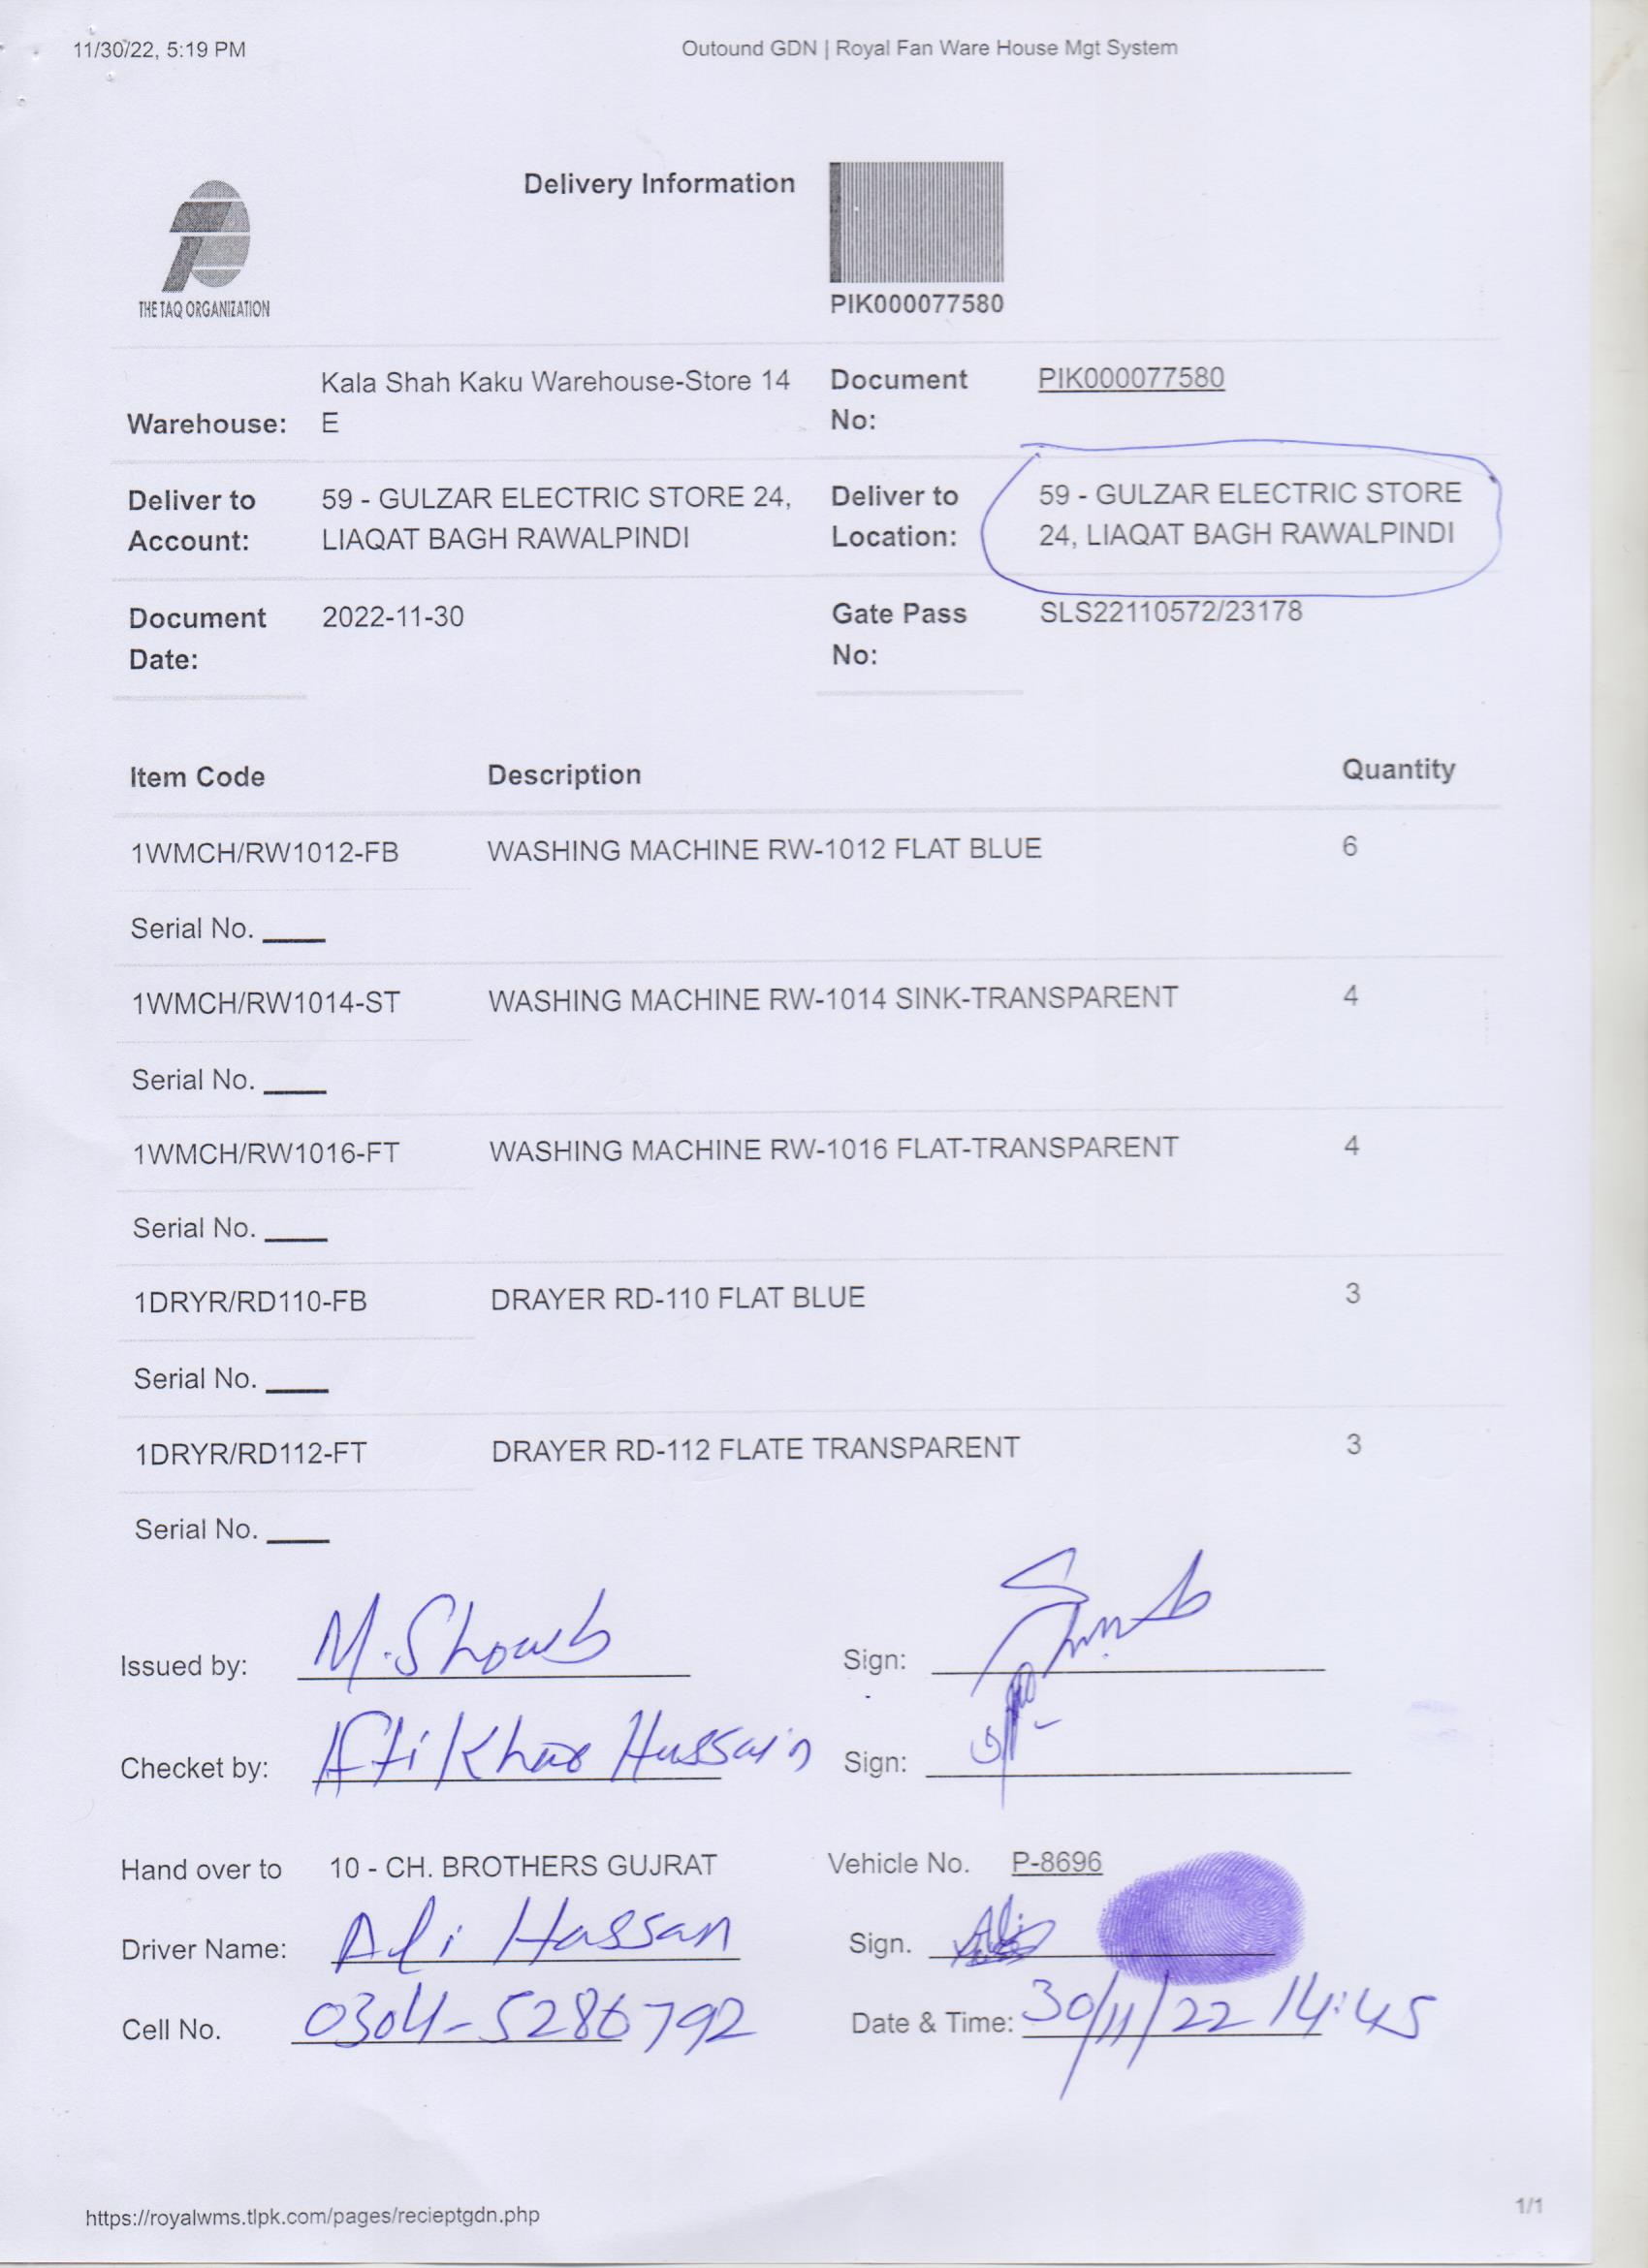 11/30/22, 5:19 PM
Outound GDN | Royal Fan Ware House Mgt System
THE TAQ ORGANIZATION
Delivery Information
PIK000077580
Warehouse: Kala Shah Kaku Warehouse-Store 14
E
Document PIK000077580
No:
Deliver to 59 - GULZAR ELECTRIC STORE 24,
Account: LIAQAT BAGH RAWALPINDI
Deliver to 59 - GULZAR ELECTRIC STORE
Location: 24, LIAQAT BAGH RAWALPINDI
Document 2022-11-30
Date:
Gate Pass SLS22110572/23178
No:
Item Code Description Quantity
1WMCH/RW1012-FB WASHING MACHINE RW-1012 FLAT BLUE 6
Serial No. ____
1WMCH/RW1014-ST WASHING MACHINE RW-1014 SINK-TRANSPARENT 4
Serial No. ____
1WMCH/RW1016-FT WASHING MACHINE RW-1016 FLAT-TRANSPARENT 4
Serial No. ____
1DRYR/RD110-FB DRAYER RD-110 FLAT BLUE 3
Serial No. ____
1DRYR/RD112-FT DRAYER RD-112 FLATE TRANSPARENT 3
Serial No. ____
Issued by: M. Shoaib Sign:
Checket by: Iftikhar Hussain Sign:
Hand over to 10 - CH. BROTHERS GUJRAT Vehicle No. P-8696
Driver Name: Ali Hassan Sign. Ali
Cell No. 0304-5286792 Date & Time: 30/11/22 14:45
https://royalwms.tlpk.com/pages/recieptgdn.php
1/1